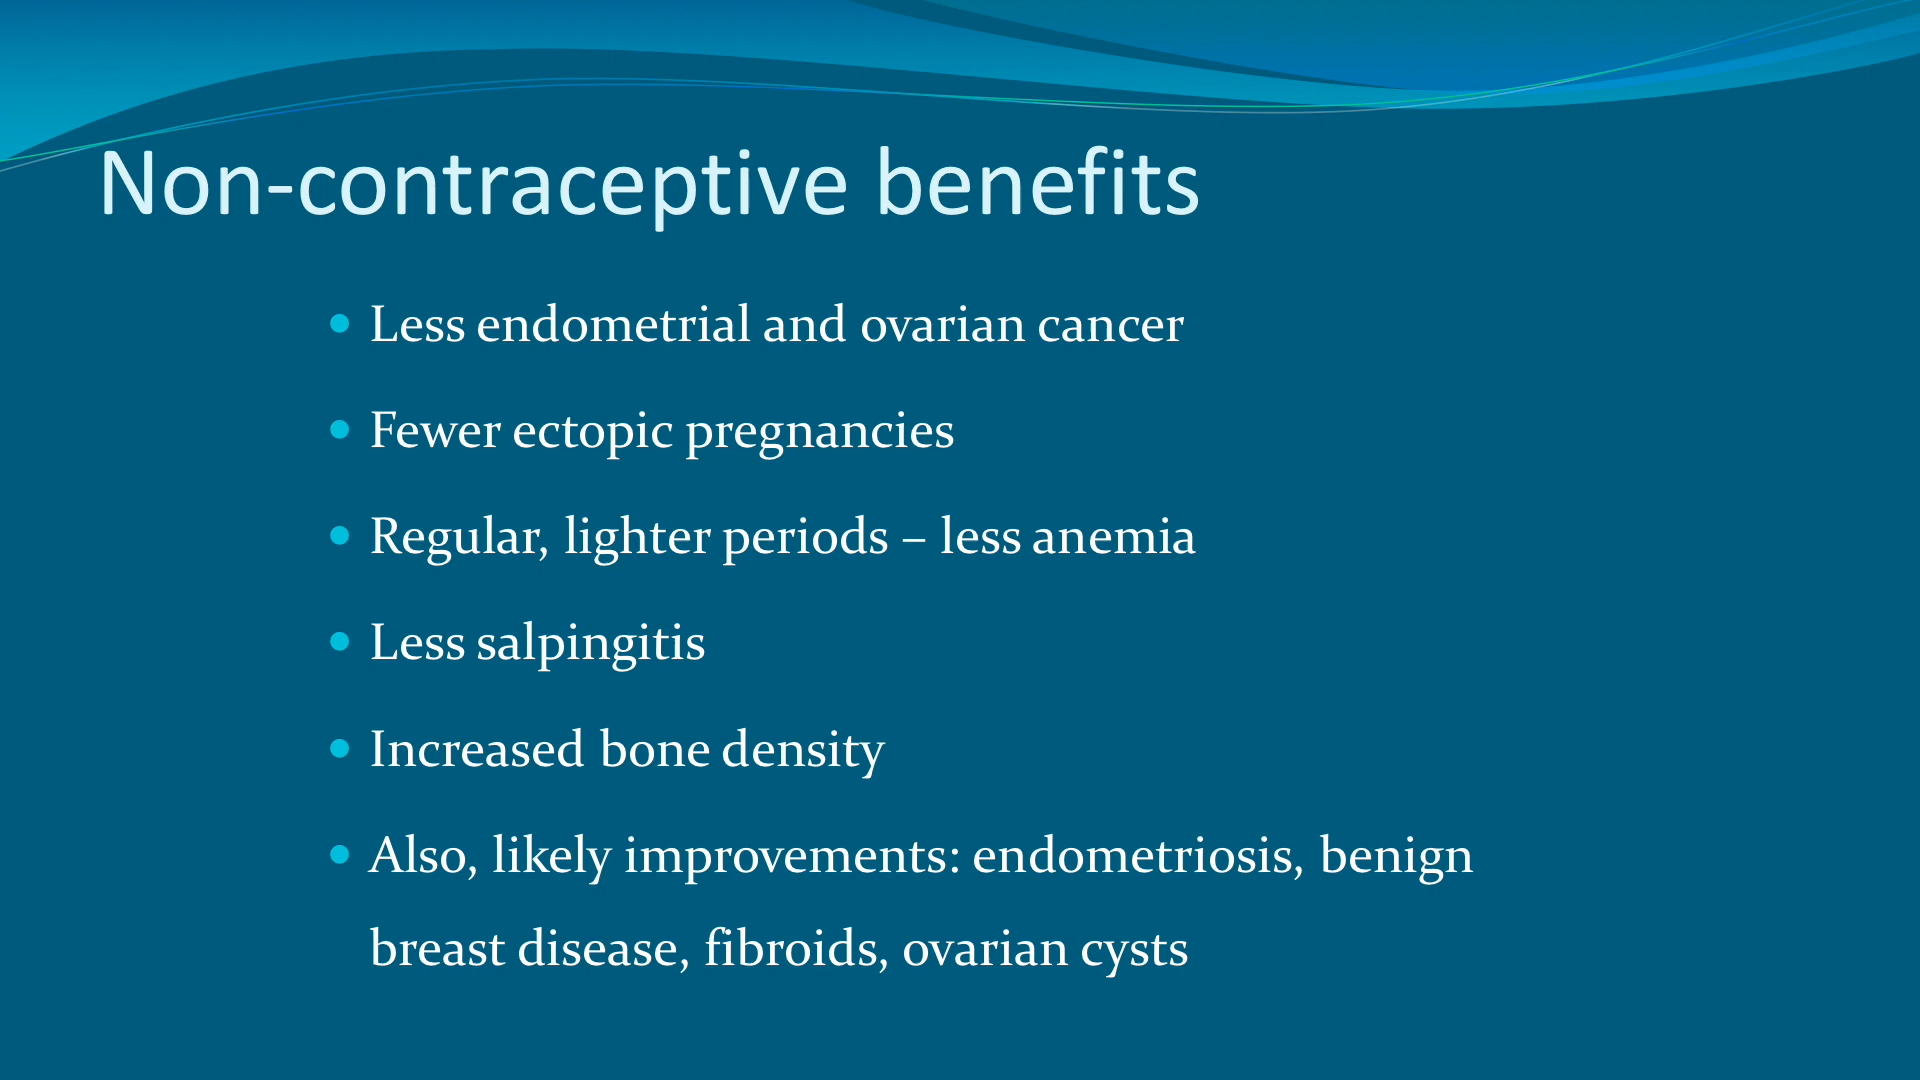 Non-contraceptive benefits
• Less endometrial and ovarian cancer
• Fewer ectopic pregnancies
• Regular, lighter periods – less anemia
• Less salpingitis
• Increased bone density
• Also, likely improvements: endometriosis, benign
breast disease, fibroids, ovarian cysts